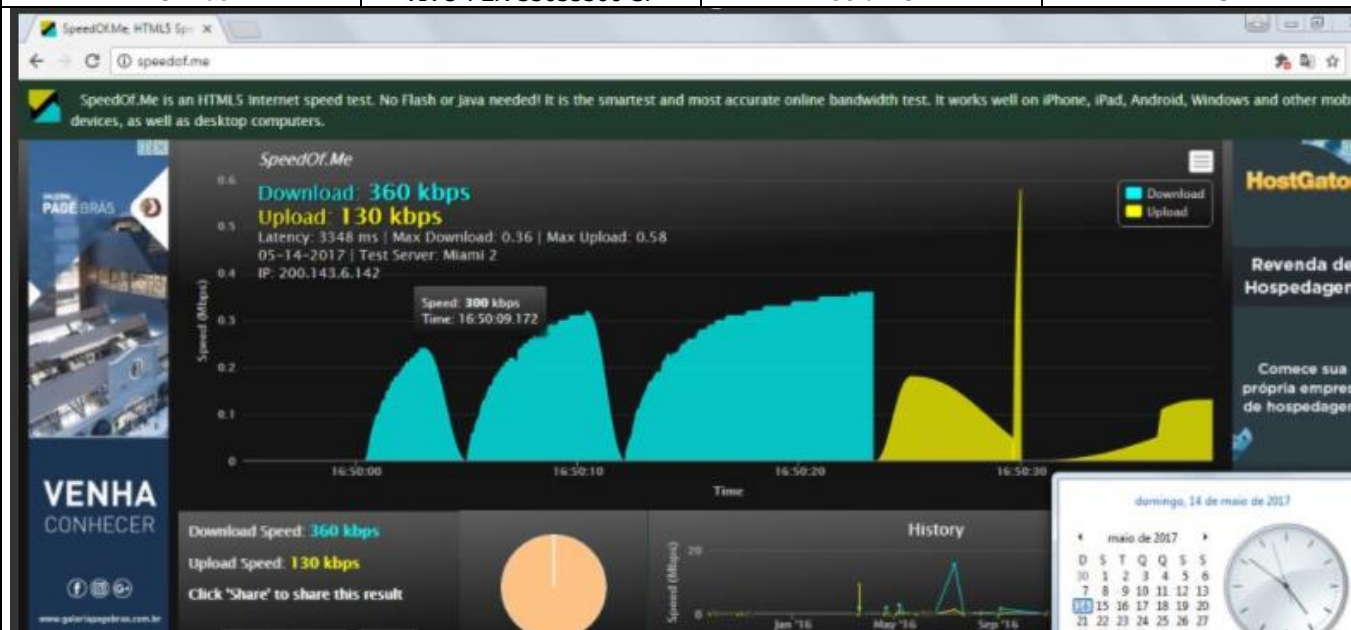 SpeedOf.Me, HTML5 Sp
speedof.me
SpeedOf.Me is an HTML5 Internet speed test. No Flash or Java needed! It is the smartest and most accurate online bandwidth test. It works well on iPhone, iPad, Android, Windows and other mob
devices, as well as desktop computers.
SpeedOf.Me
Download: 360 kbps
Upload: 130 kbps
Latency: 3348 ms | Max Download: 0.36 | Max Upload: 0.58
05-14-2017 | Test Server: Miami 2
IP: 200.143.6.142
Download
Upload
Speed: 300 kbps
Time: 16:50:09.172
Speed (Mbps)
0.6
0.5
0.4
0.3
0.2
0.1
0
16:50:00
16:50:10
16:50:20
16:50:30
Time
PAGÉ BRÁS
VENHA
CONHECER
www.galeriapagebras.com.br
HostGator
Revenda de
Hospedagem
Comece sua
própria empres
de hospedagem
Download Speed: 360 kbps
Upload Speed: 130 kbps
Click 'Share' to share this result
History
Speed (Mbps)
20
0
Jan '16
May '16
Sep '16
domingo, 14 de maio de 2017
maio de 2017
D S T Q Q S S
30 1 2 3 4 5 6
7 8 9 10 11 12 13
14 15 16 17 18 19 20
21 22 23 24 25 26 27